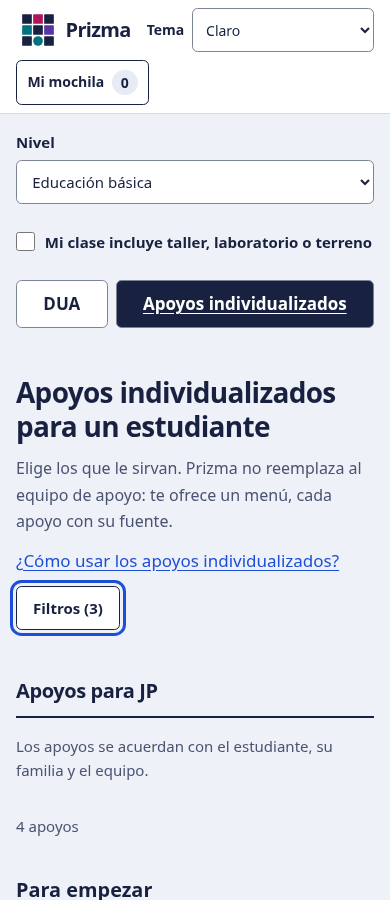 Prizma
Tema
Claro
Mi mochila 0
Nivel
Educación básica
Mi clase incluye taller, laboratorio o terreno
DUA
Apoyos individualizados
Apoyos individualizados
para un estudiante
Elige los que le sirvan. Prizma no reemplaza al
equipo de apoyo: te ofrece un menú, cada
apoyo con su fuente.
¿Cómo usar los apoyos individualizados?
Filtros (3)
Apoyos para JP
Los apoyos se acuerdan con el estudiante, su
familia y el equipo.
4 apoyos
Para empezar